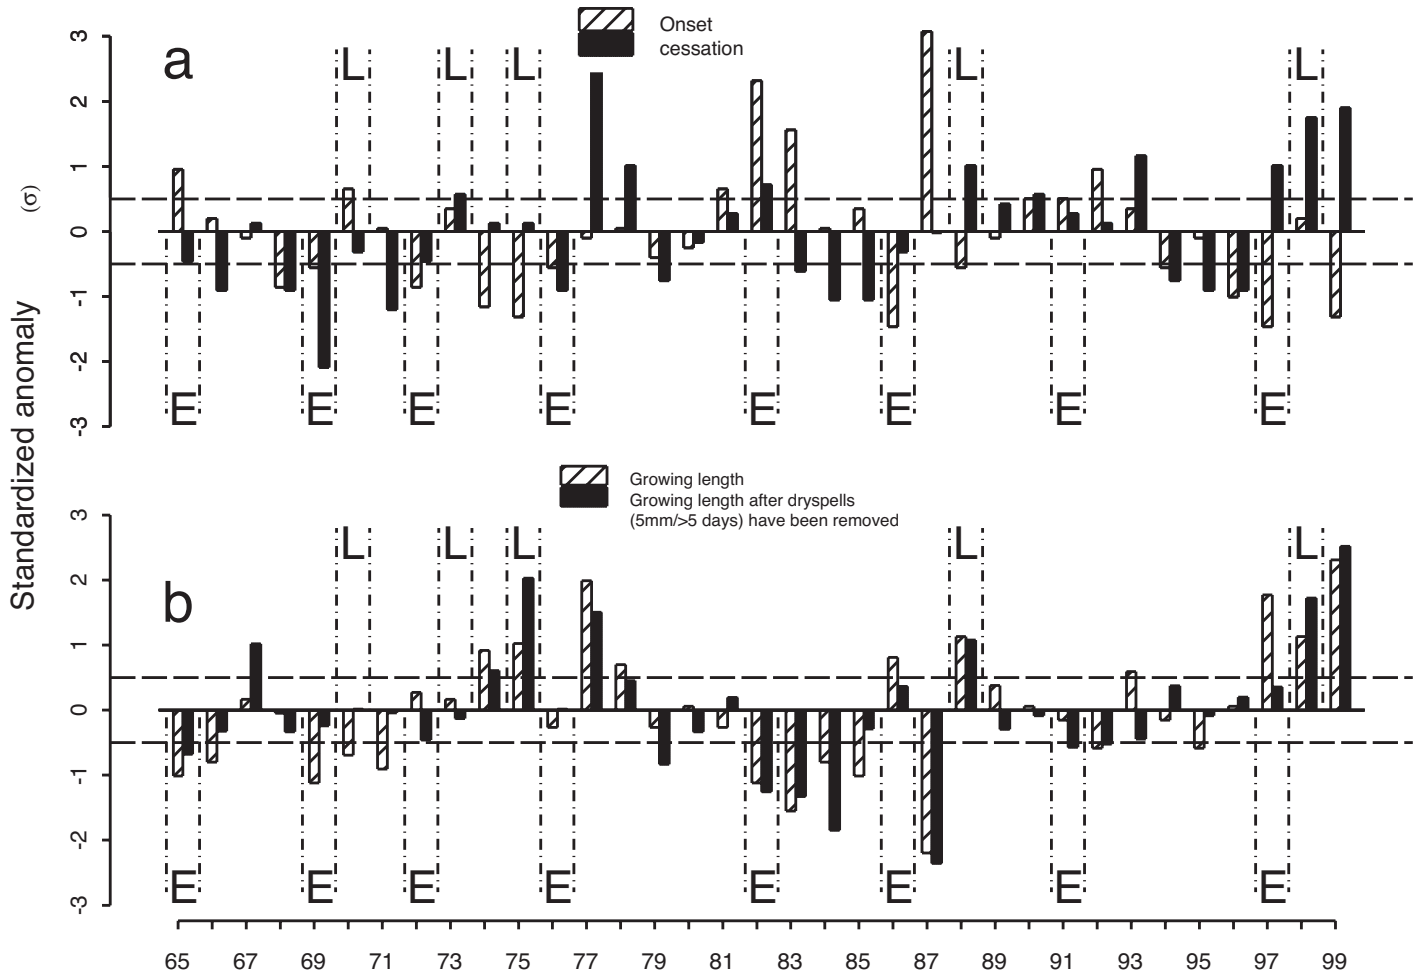 Onset
cessation
a
L L L L L
3
2
1
0
-1
-2
-3
E E E E E E E E
Standardized anomaly (σ)
Growing length
Growing length after dryspells
(5mm/>5 days) have been removed
b
L L L L L
3
2
1
0
-1
-2
-3
E E E E E E E E
65 67 69 71 73 75 77 79 81 83 85 87 89 91 93 95 97 99